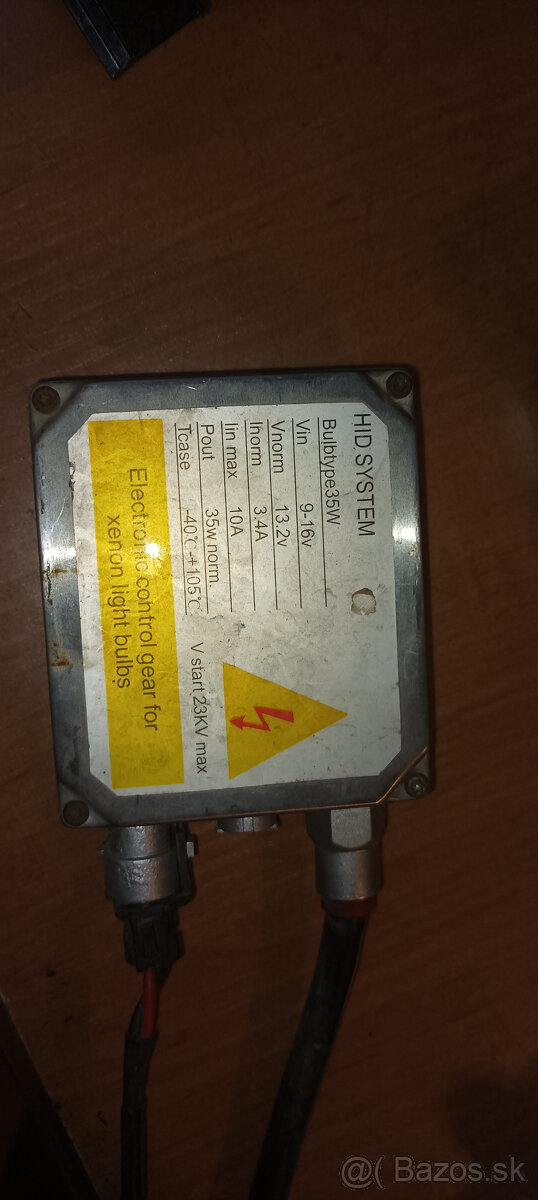 HID.SYSTEM
Bulbtype35W
Vin 9-16v
Vnorm 13.2v
Inorm 3.4A
Iin max 10A
Pout 35w norm.
Tcase -40℃-+105℃
V start 23KV max
Electronic control gear for
xenon light bulbs
@( Bazos.sk